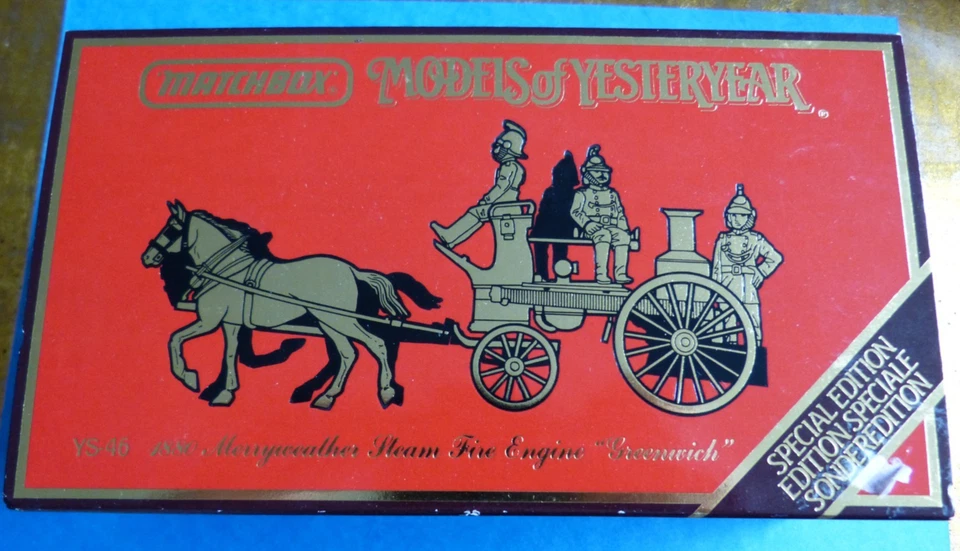 MATCHBOX®
MODELS of YESTERYEAR®
YS-46 1880 Merryweather Steam Fire Engine "Greenwich"
SPECIAL EDITION
EDITION SPECIALE
SONDEREDITION